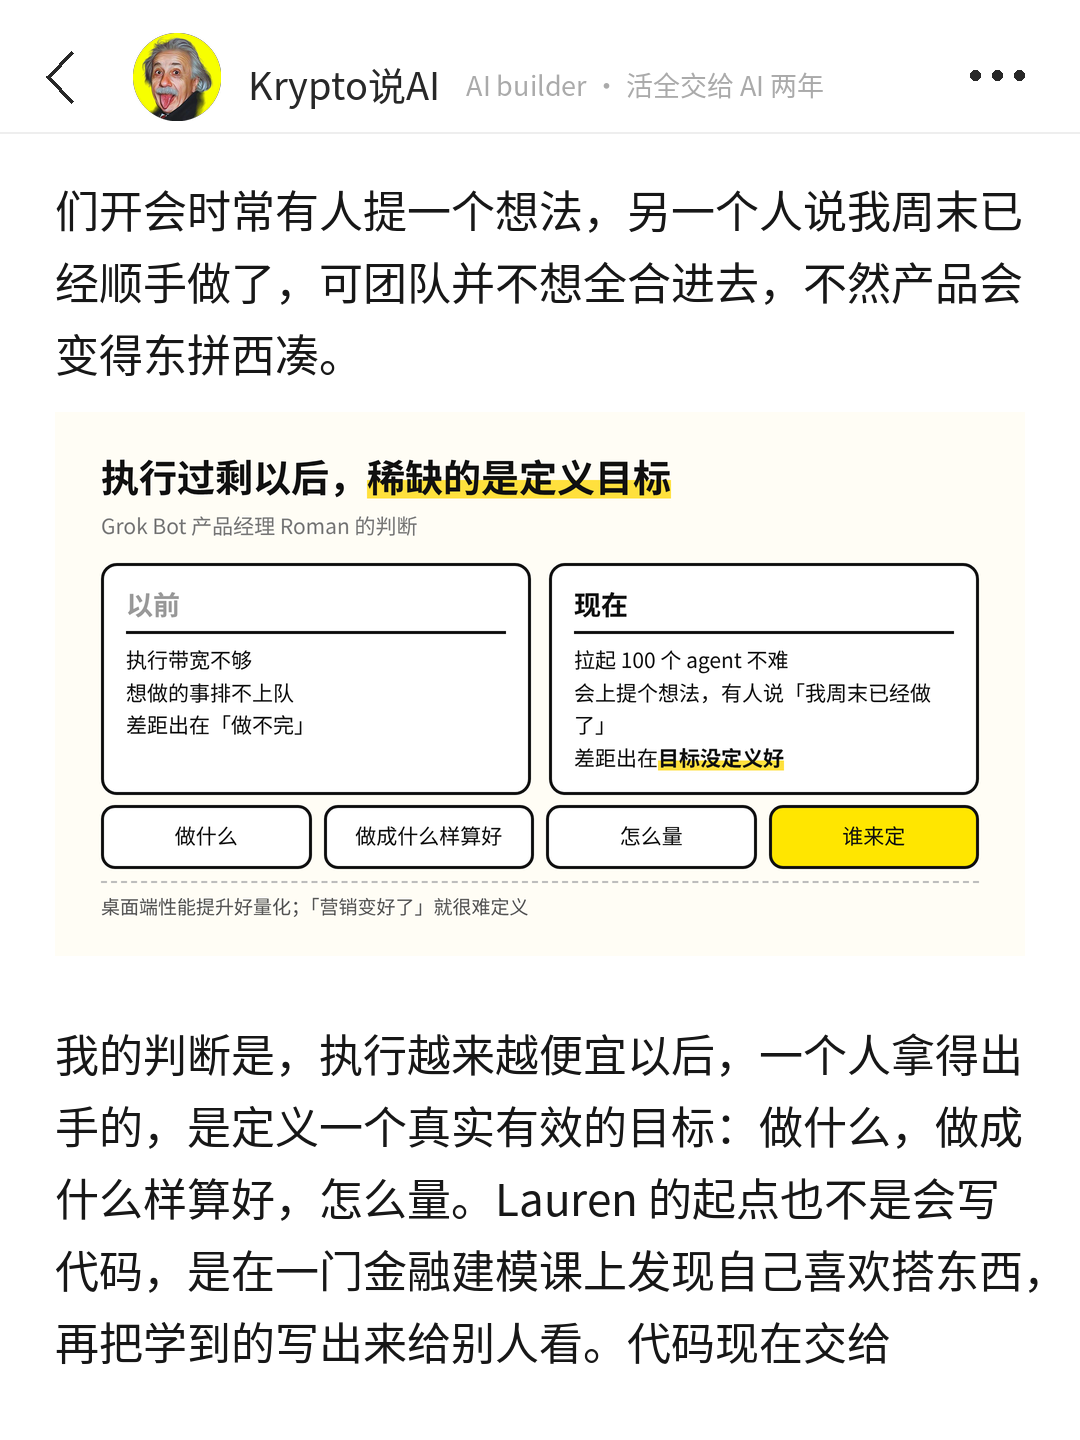 Krypto说AI AI builder · 活全交给 AI 两年
们开会时常有人提一个想法，另一个人说我周末已
经顺手做了，可团队并不想全合进去，不然产品会
变得东拼西凑。
执行过剩以后，稀缺的是定义目标
Grok Bot 产品经理 Roman 的判断
以前
执行带宽不够
想做的事排不上队
差距出在「做不完」
现在
拉起 100 个 agent 不难
会上提个想法，有人说「我周末已经做
了」
差距出在目标没定义好
做什么
做成什么样算好
怎么量
谁来定
桌面端性能提升好量化；「营销变好了」就很难定义
我的判断是，执行越来越便宜以后，一个人拿得出
手的，是定义一个真实有效的目标：做什么，做成
什么样算好，怎么量。Lauren 的起点也不是会写
代码，是在一门金融建模课上发现自己喜欢搭东西，
再把学到的写出来给别人看。代码现在交给